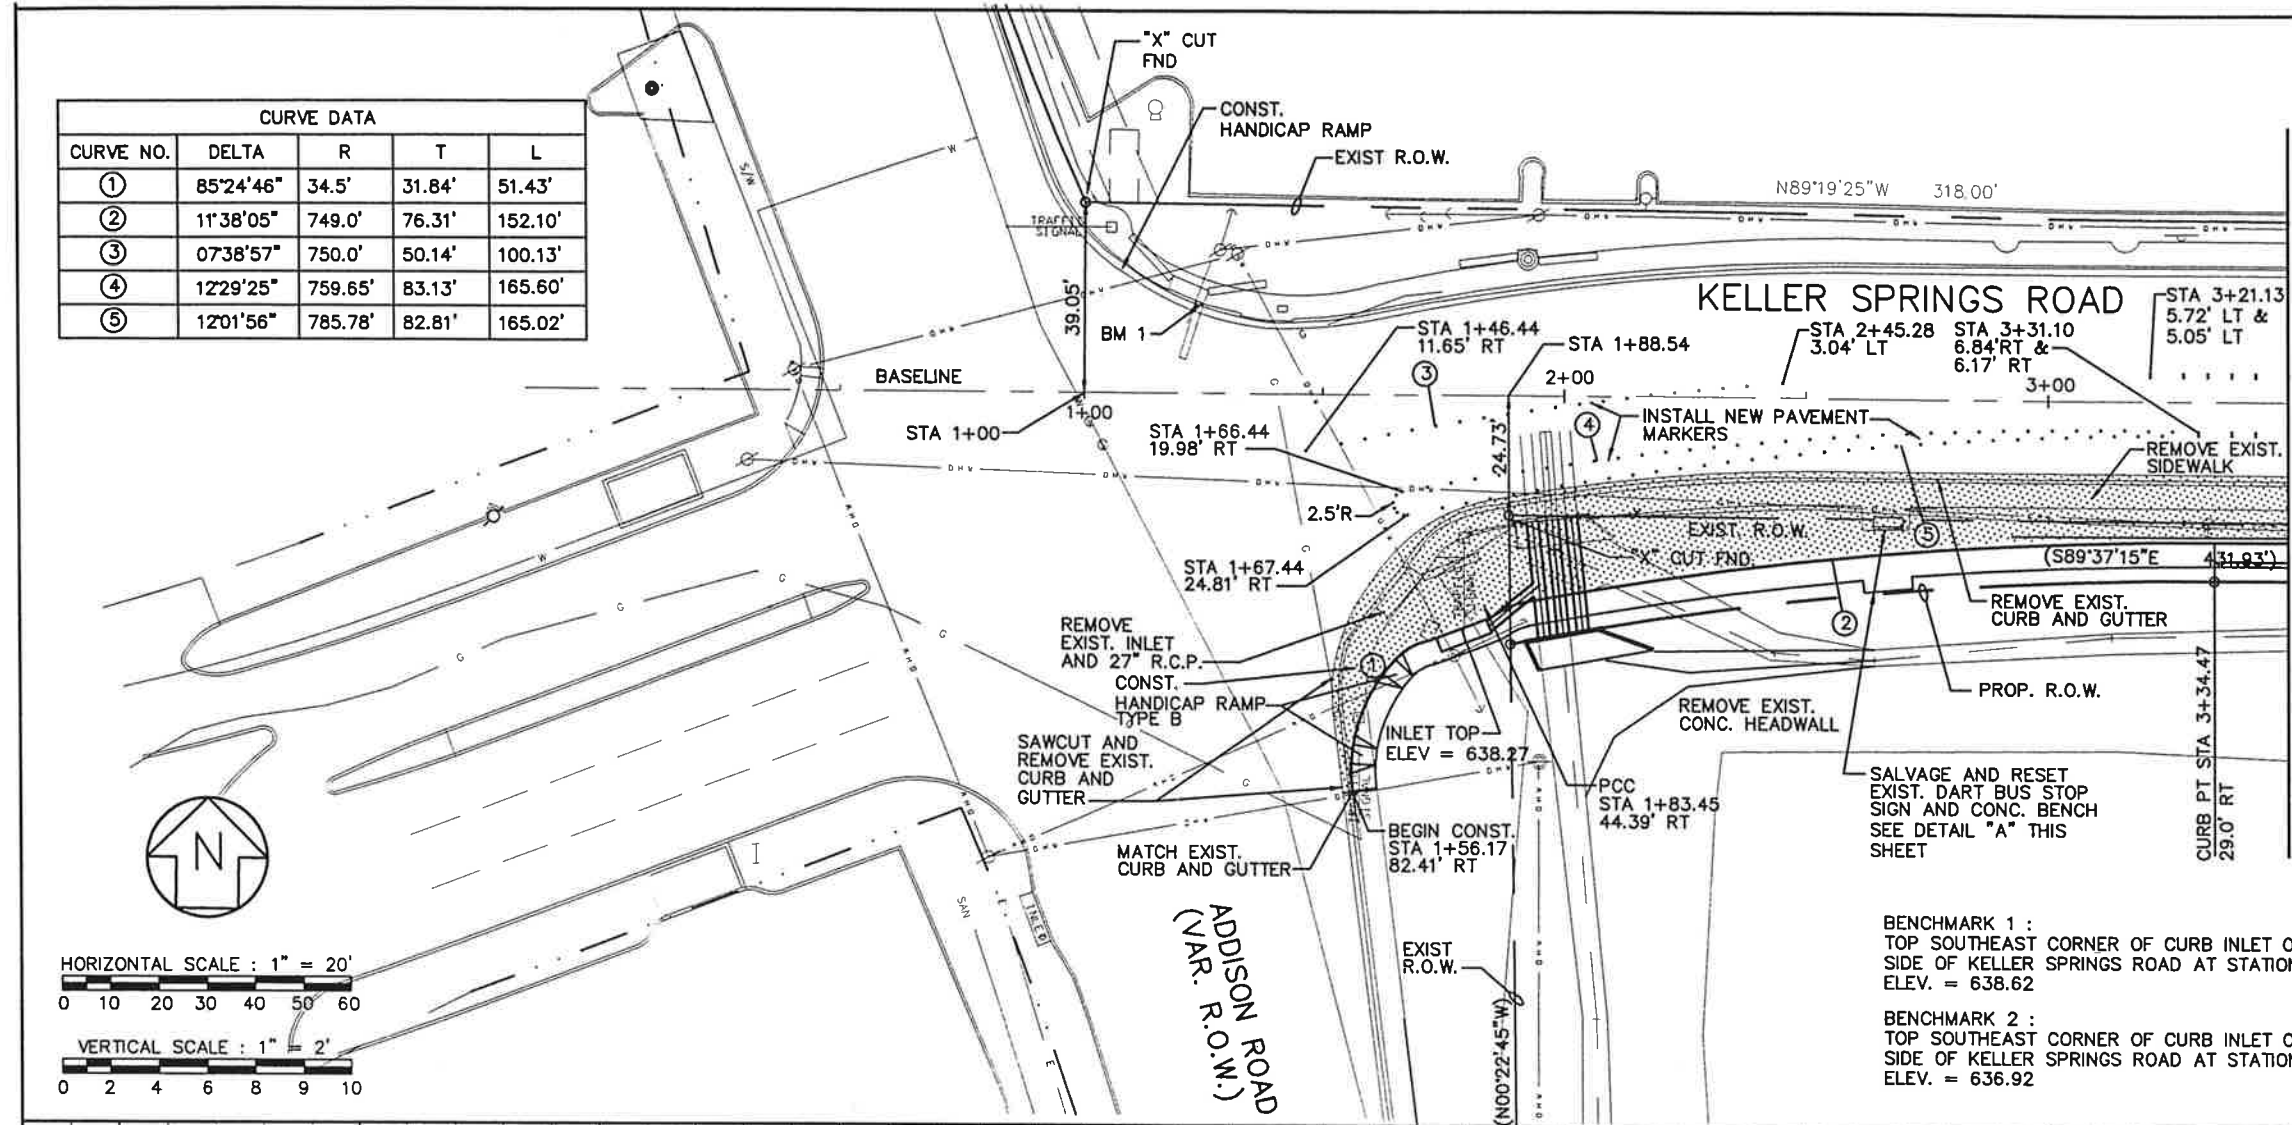 CURVE DATA
CURVE NO. DELTA R T L
1 85°24'46" 34.5' 31.84' 51.43'
2 11°38'05" 749.0' 76.31' 152.10'
3 07°38'57" 750.0' 50.14' 100.13'
4 12°29'25" 759.65' 83.13' 165.60'
5 12°01'56" 785.78' 82.81' 165.02'
"X" CUT
FND
CONST.
HANDICAP RAMP
EXIST R.O.W.
N89°19'25"W 318.00'
S/W
W
TRAFFIC
SIGNAL
39.05'
BM 1
KELLER SPRINGS ROAD
STA 1+46.44
11.65' RT
3
STA 1+88.54
STA 2+45.28
3.04' LT
STA 3+31.10
6.84'RT &
6.17' RT
STA 3+21.13
5.72' LT &
5.05' LT
BASELINE
1+00
2+00
3+00
STA 1+00
STA 1+66.44
19.98' RT
24.73'
4
INSTALL NEW PAVEMENT
MARKERS
REMOVE EXIST.
SIDEWALK
2.5'R
EXIST. R.O.W.
"X" CUT FND.
5
(S89°37'15"E 431.93')
STA 1+67.44
24.81' RT
REMOVE EXIST.
CURB AND GUTTER
2
REMOVE
EXIST. INLET
AND 27" R.C.P.
CONST.
HANDICAP RAMP
TYPE B
1
INLET TOP
ELEV = 638.27
REMOVE EXIST.
CONC. HEADWALL
PROP. R.O.W.
SAWCUT AND
REMOVE EXIST.
CURB AND
GUTTER
PCC
STA 1+83.45
44.39' RT
SALVAGE AND RESET
EXIST. DART BUS STOP
SIGN AND CONC. BENCH
SEE DETAIL "A" THIS
SHEET
CURB PT STA 3+34.47
29.0' RT
MATCH EXIST.
CURB AND GUTTER
BEGIN CONST.
STA 1+56.17
82.41' RT
N
SAN
E
ADDISON ROAD
(VAR. R.O.W.)
EXIST
R.O.W.
(N00°22'45"W)
HORIZONTAL SCALE : 1" = 20'
0 10 20 30 40 50 60
VERTICAL SCALE : 1" = 2'
0 2 4 6 8 9 10
BENCHMARK 1 :
TOP SOUTHEAST CORNER OF CURB INLET
SIDE OF KELLER SPRINGS ROAD AT STATION
ELEV. = 638.62
BENCHMARK 2 :
TOP SOUTHEAST CORNER OF CURB INLET
SIDE OF KELLER SPRINGS ROAD AT STATION
ELEV. = 636.92